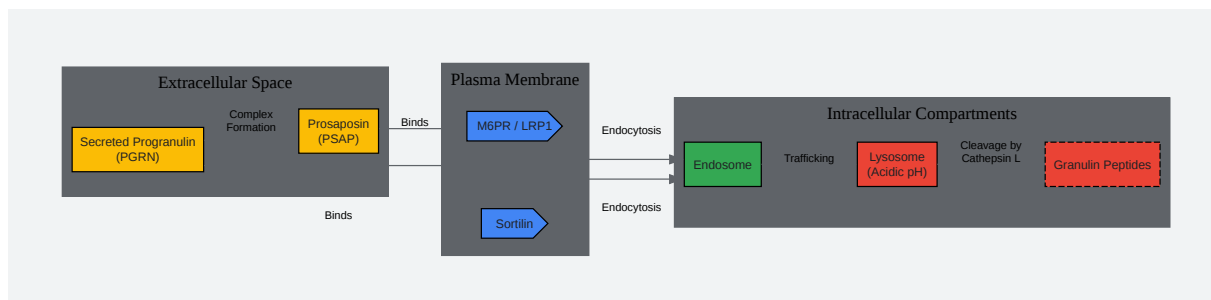 Extracellular Space
Secreted Progranulin
(PGRN)
Complex
Formation
Prosaposin
(PSAP)
Binds
Binds
Plasma Membrane
M6PR / LRP1
Sortilin
Endocytosis
Endocytosis
Intracellular Compartments
Endosome
Trafficking
Lysosome
(Acidic pH)
Cleavage by
Cathepsin L
Granulin Peptides